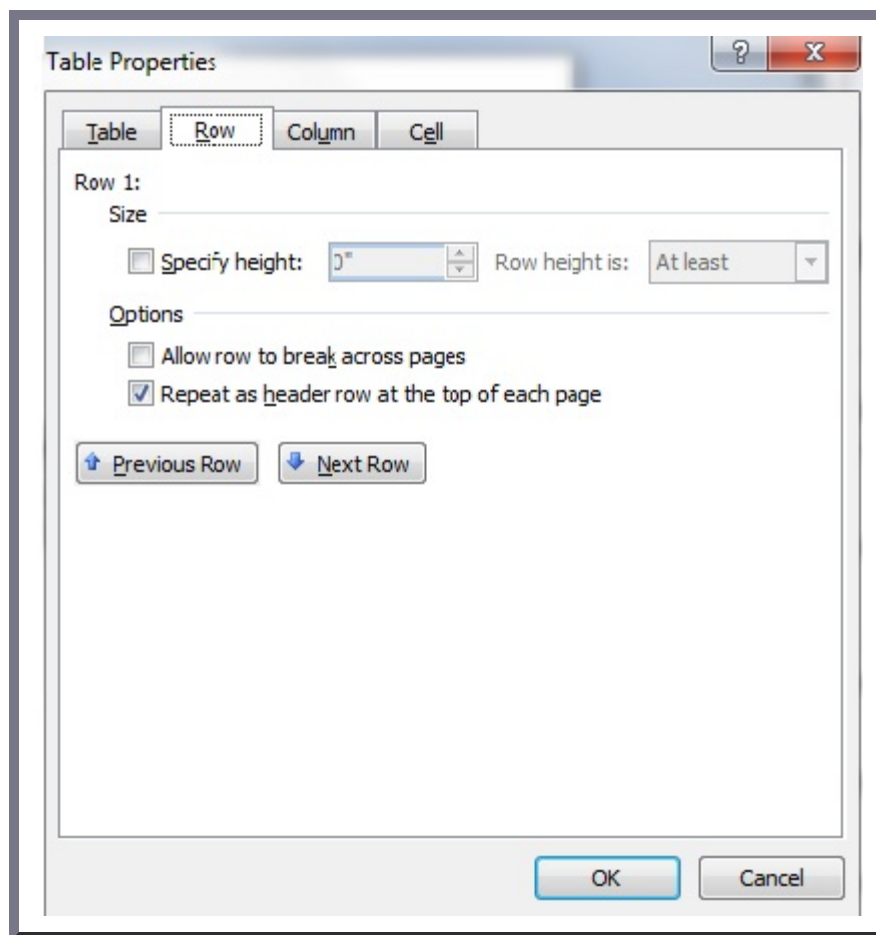 Table Properties
Table Row Column Cell
Row 1:
Size
Specify height: 0" Row height is: At least
Options
Allow row to break across pages
Repeat as header row at the top of each page
Previous Row Next Row
OK Cancel